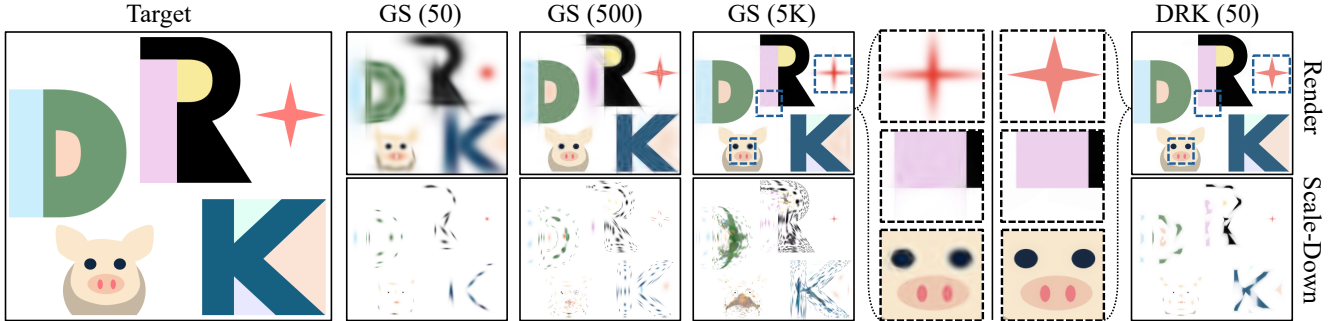 Target
GS (50)
GS (500)
GS (5K)
DRK (50)
Render
Scale-Down
D R K